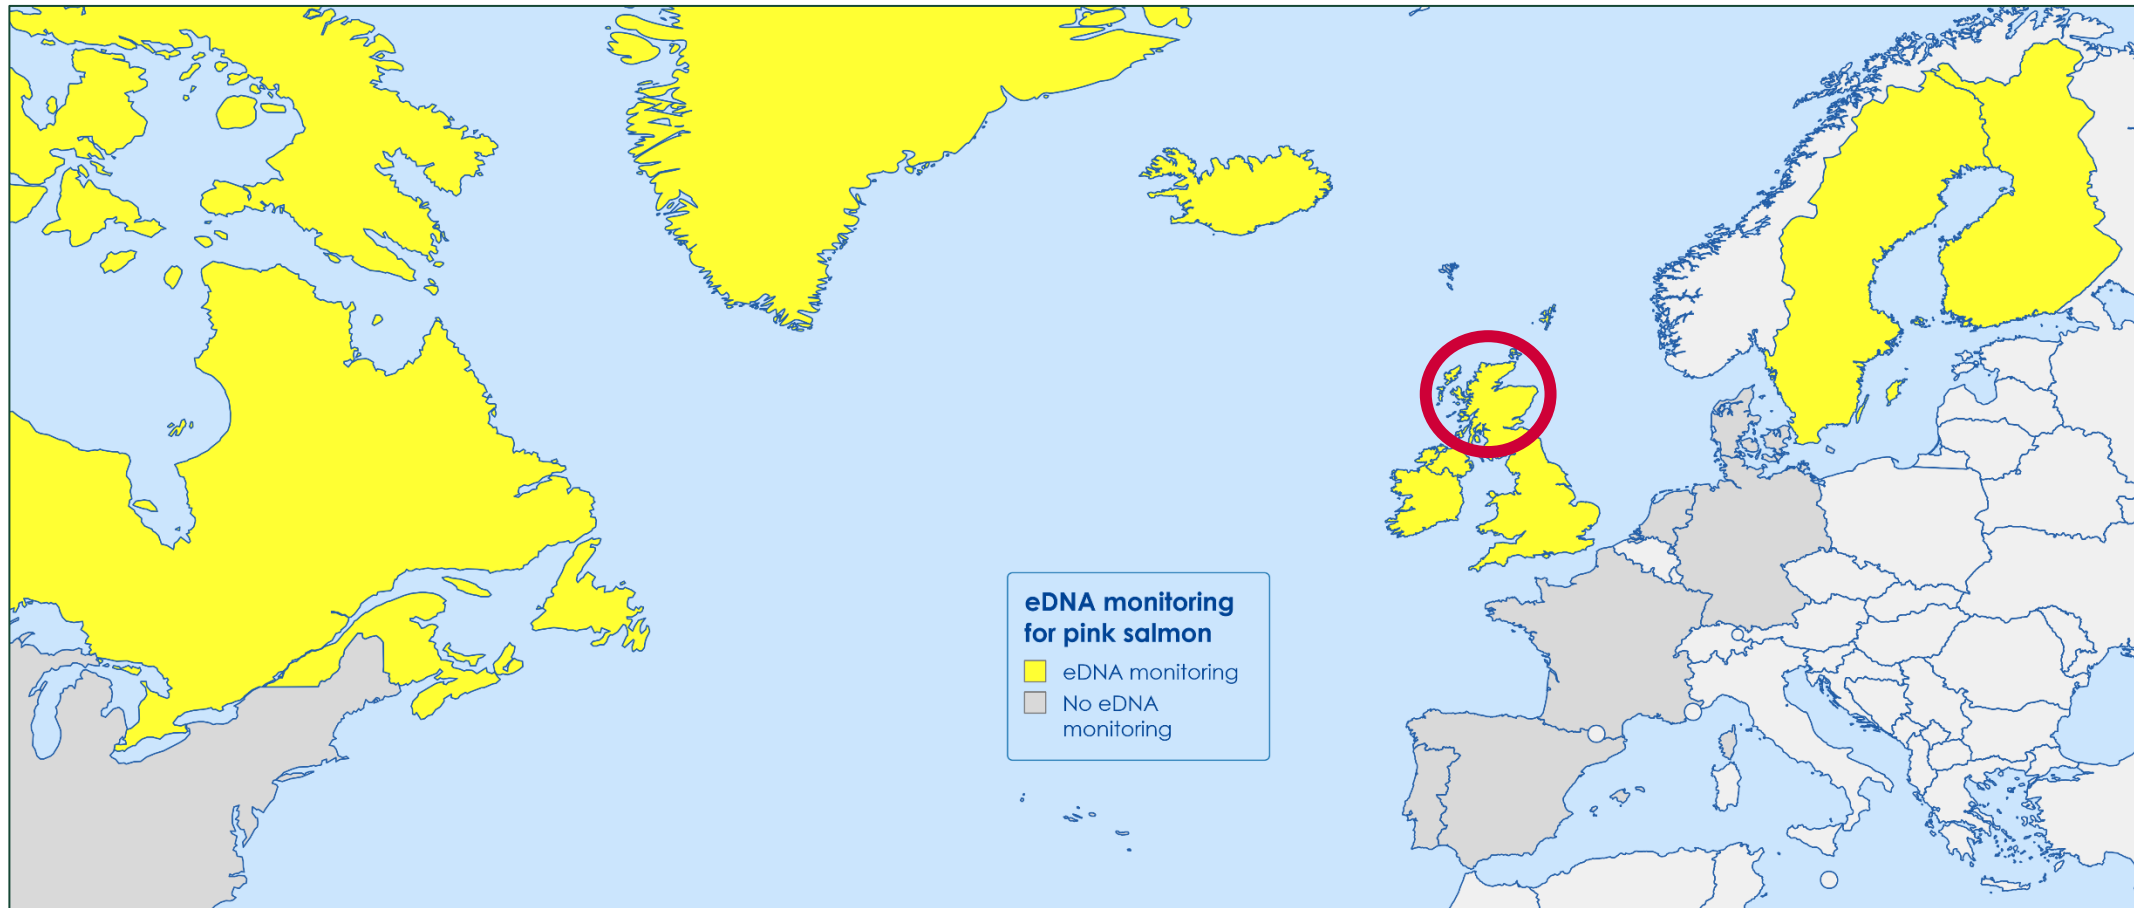 eDNA monitoring
for pink salmon
eDNA monitoring
No eDNA
monitoring